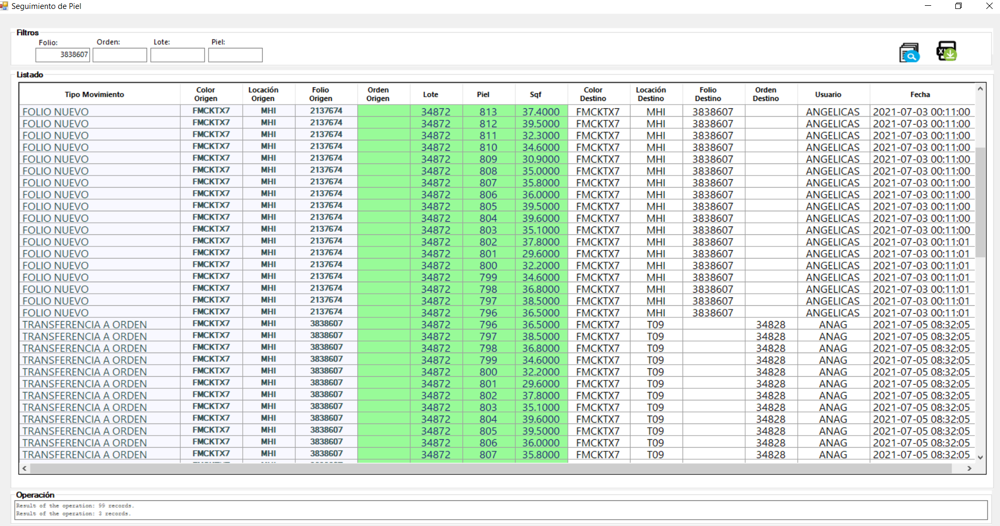 Seguimiento de Piel
Filtros
Folio: Orden: Lote: Piel:
3838607
Listado
Tipo Movimiento Color Origen Locación Origen Folio Origen Orden Origen Lote Piel Sqf Color Destino Locación Destino Folio Destino Orden Destino Usuario Fecha
FOLIO NUEVO FMCKTX7 MHI 2137674 34872 813 37.4000 FMCKTX7 MHI 3838607 ANGELICAS 2021-07-03 00:11:00
FOLIO NUEVO FMCKTX7 MHI 2137674 34872 812 39.5000 FMCKTX7 MHI 3838607 ANGELICAS 2021-07-03 00:11:00
FOLIO NUEVO FMCKTX7 MHI 2137674 34872 811 32.3000 FMCKTX7 MHI 3838607 ANGELICAS 2021-07-03 00:11:00
FOLIO NUEVO FMCKTX7 MHI 2137674 34872 810 34.6000 FMCKTX7 MHI 3838607 ANGELICAS 2021-07-03 00:11:00
FOLIO NUEVO FMCKTX7 MHI 2137674 34872 809 30.9000 FMCKTX7 MHI 3838607 ANGELICAS 2021-07-03 00:11:00
FOLIO NUEVO FMCKTX7 MHI 2137674 34872 808 35.0000 FMCKTX7 MHI 3838607 ANGELICAS 2021-07-03 00:11:00
FOLIO NUEVO FMCKTX7 MHI 2137674 34872 807 35.8000 FMCKTX7 MHI 3838607 ANGELICAS 2021-07-03 00:11:00
FOLIO NUEVO FMCKTX7 MHI 2137674 34872 806 36.0000 FMCKTX7 MHI 3838607 ANGELICAS 2021-07-03 00:11:00
FOLIO NUEVO FMCKTX7 MHI 2137674 34872 805 39.5000 FMCKTX7 MHI 3838607 ANGELICAS 2021-07-03 00:11:00
FOLIO NUEVO FMCKTX7 MHI 2137674 34872 804 39.6000 FMCKTX7 MHI 3838607 ANGELICAS 2021-07-03 00:11:00
FOLIO NUEVO FMCKTX7 MHI 2137674 34872 803 35.1000 FMCKTX7 MHI 3838607 ANGELICAS 2021-07-03 00:11:00
FOLIO NUEVO FMCKTX7 MHI 2137674 34872 802 37.8000 FMCKTX7 MHI 3838607 ANGELICAS 2021-07-03 00:11:01
FOLIO NUEVO FMCKTX7 MHI 2137674 34872 801 29.6000 FMCKTX7 MHI 3838607 ANGELICAS 2021-07-03 00:11:01
FOLIO NUEVO FMCKTX7 MHI 2137674 34872 800 32.2000 FMCKTX7 MHI 3838607 ANGELICAS 2021-07-03 00:11:01
FOLIO NUEVO FMCKTX7 MHI 2137674 34872 799 34.6000 FMCKTX7 MHI 3838607 ANGELICAS 2021-07-03 00:11:01
FOLIO NUEVO FMCKTX7 MHI 2137674 34872 798 36.8000 FMCKTX7 MHI 3838607 ANGELICAS 2021-07-03 00:11:01
FOLIO NUEVO FMCKTX7 MHI 2137674 34872 797 38.5000 FMCKTX7 MHI 3838607 ANGELICAS 2021-07-03 00:11:01
FOLIO NUEVO FMCKTX7 MHI 2137674 34872 796 36.5000 FMCKTX7 MHI 3838607 ANGELICAS 2021-07-03 00:11:01
TRANSFERENCIA A ORDEN FMCKTX7 MHI 3838607 34872 796 36.5000 FMCKTX7 T09 34828 ANAG 2021-07-05 08:32:05
TRANSFERENCIA A ORDEN FMCKTX7 MHI 3838607 34872 797 38.5000 FMCKTX7 T09 34828 ANAG 2021-07-05 08:32:05
TRANSFERENCIA A ORDEN FMCKTX7 MHI 3838607 34872 798 36.8000 FMCKTX7 T09 34828 ANAG 2021-07-05 08:32:05
TRANSFERENCIA A ORDEN FMCKTX7 MHI 3838607 34872 799 34.6000 FMCKTX7 T09 34828 ANAG 2021-07-05 08:32:05
TRANSFERENCIA A ORDEN FMCKTX7 MHI 3838607 34872 800 32.2000 FMCKTX7 T09 34828 ANAG 2021-07-05 08:32:05
TRANSFERENCIA A ORDEN FMCKTX7 MHI 3838607 34872 801 29.6000 FMCKTX7 T09 34828 ANAG 2021-07-05 08:32:05
TRANSFERENCIA A ORDEN FMCKTX7 MHI 3838607 34872 802 37.8000 FMCKTX7 T09 34828 ANAG 2021-07-05 08:32:05
TRANSFERENCIA A ORDEN FMCKTX7 MHI 3838607 34872 803 35.1000 FMCKTX7 T09 34828 ANAG 2021-07-05 08:32:05
TRANSFERENCIA A ORDEN FMCKTX7 MHI 3838607 34872 804 39.6000 FMCKTX7 T09 34828 ANAG 2021-07-05 08:32:05
TRANSFERENCIA A ORDEN FMCKTX7 MHI 3838607 34872 805 39.5000 FMCKTX7 T09 34828 ANAG 2021-07-05 08:32:05
TRANSFERENCIA A ORDEN FMCKTX7 MHI 3838607 34872 806 36.0000 FMCKTX7 T09 34828 ANAG 2021-07-05 08:32:05
TRANSFERENCIA A ORDEN FMCKTX7 MHI 3838607 34872 807 35.8000 FMCKTX7 T09 34828 ANAG 2021-07-05 08:32:05
Operación
Result of the operation: 99 records.
Result of the operation: 3 records.